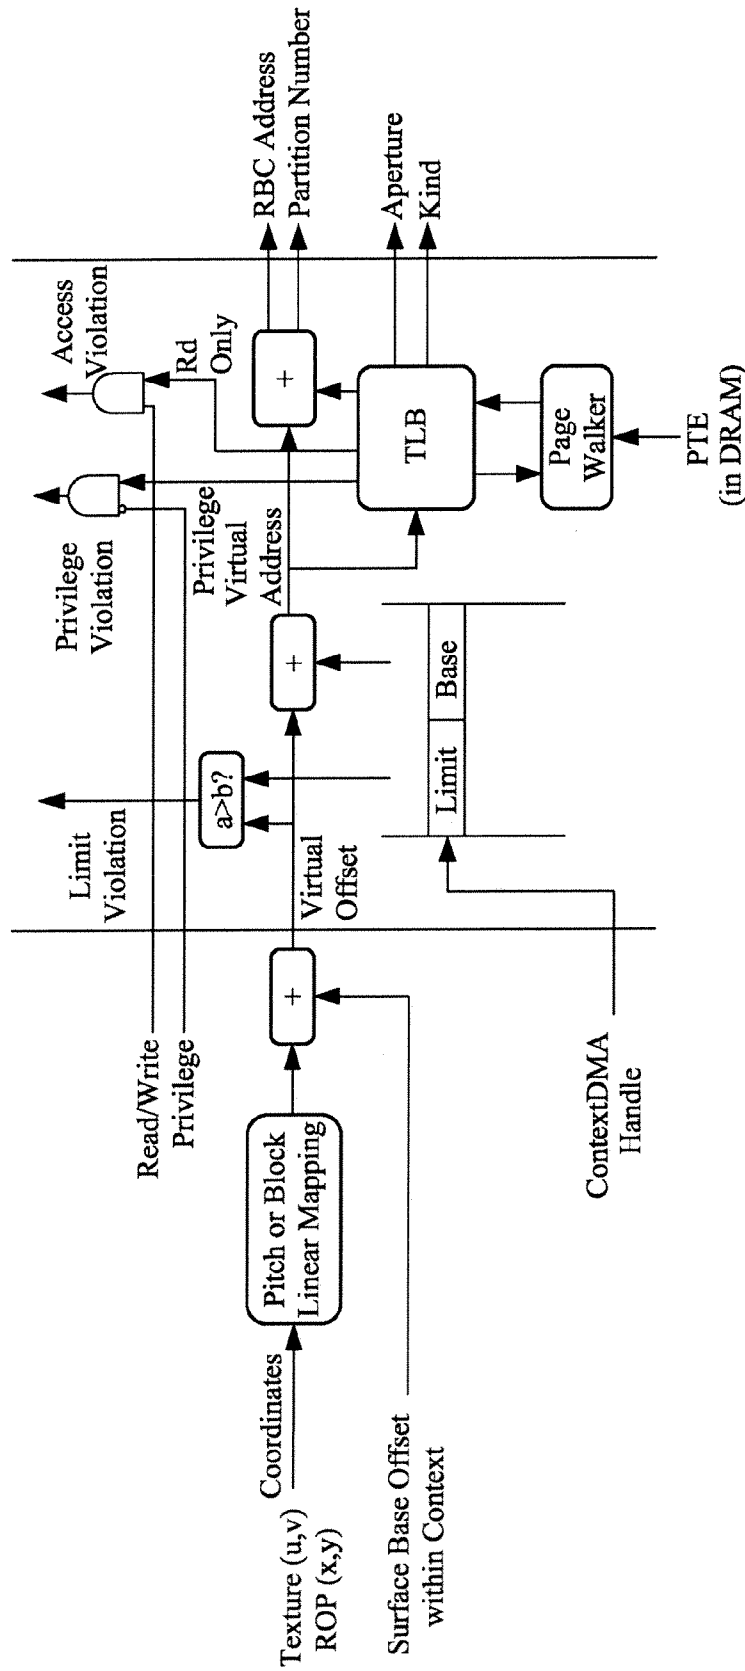 Texture (u,v)
ROP (x,y)
Coordinates
Surface Base Offset
within Context
Pitch or Block
Linear Mapping
+
Read/Write
Privilege
ContextDMA
Handle
Virtual
Offset
Limit
Violation
a>b?
Limit
Base
+
Privilege
Violation
Privilege
Virtual
Address
Access
Violation
Rd
Only
+
TLB
Page
Walker
PTE
(in DRAM)
RBC Address
Partition Number
Aperture
Kind